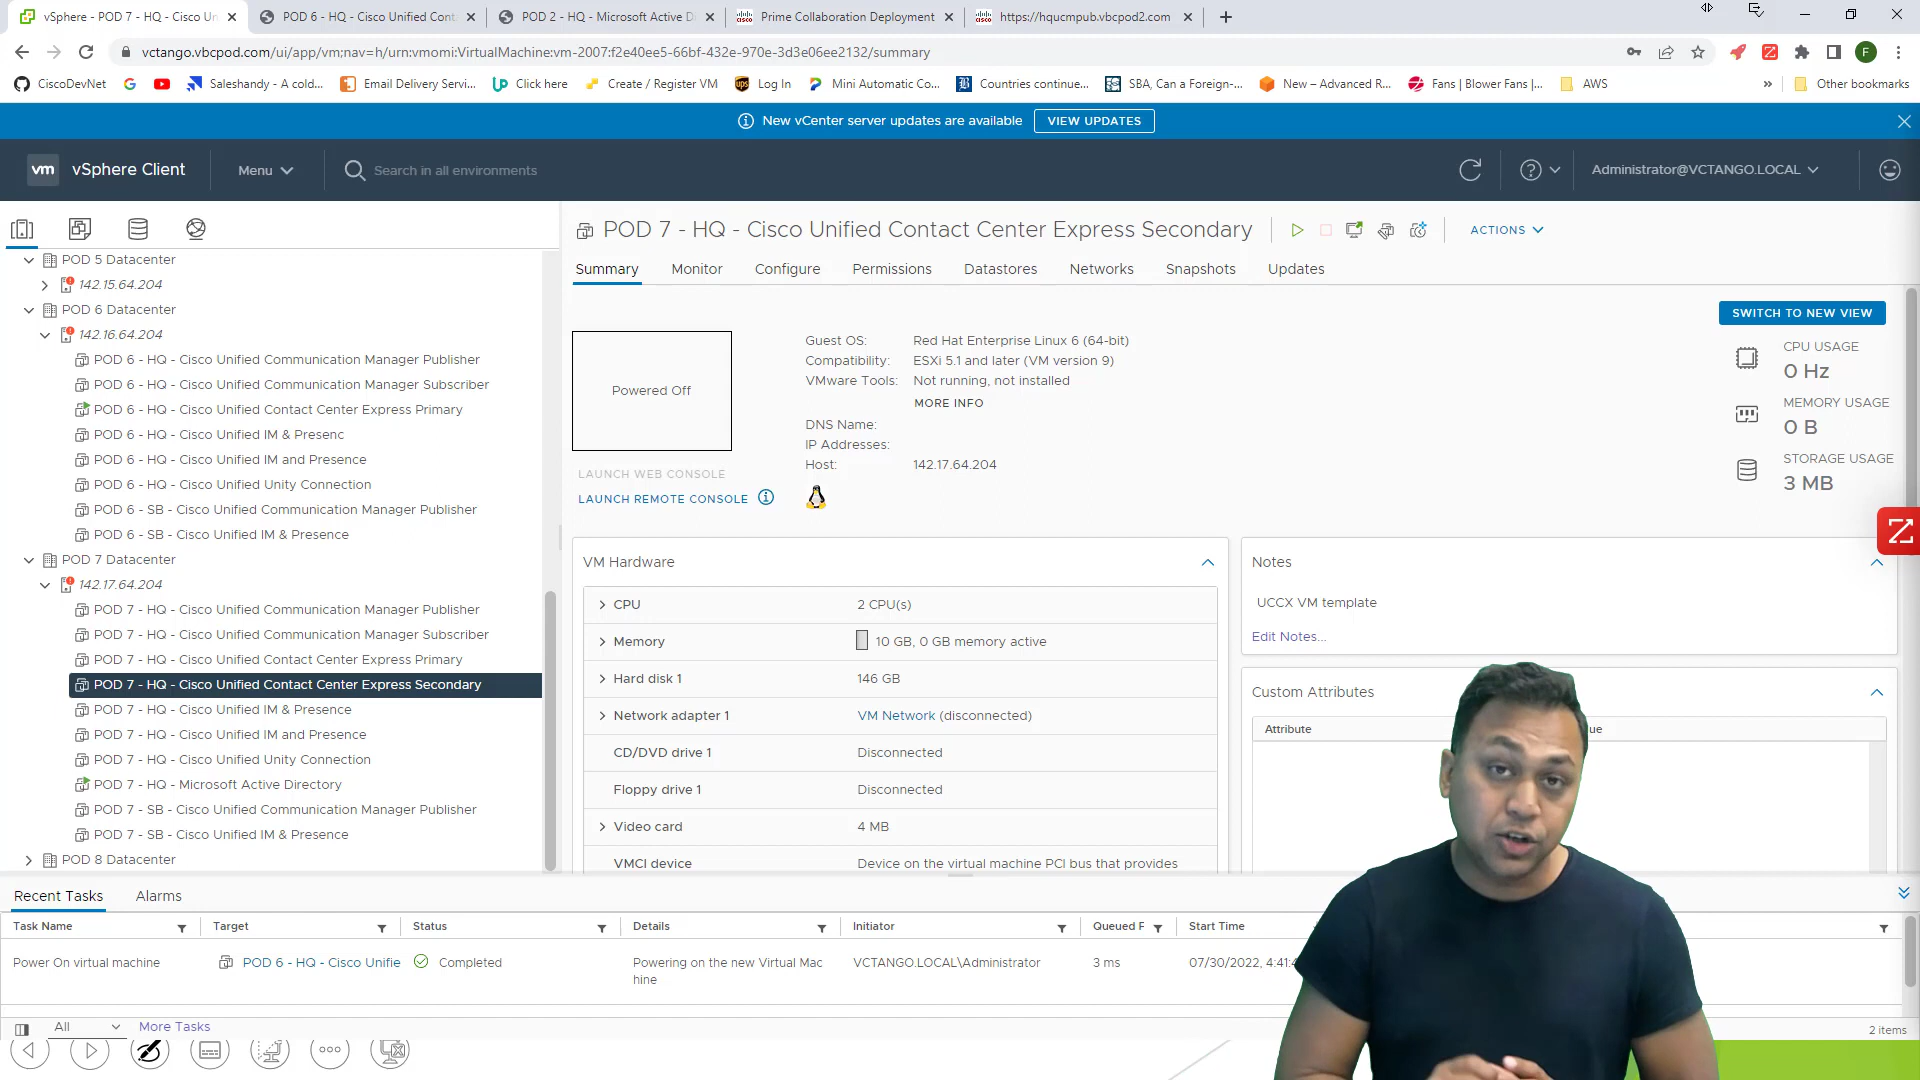 vSphere - POD 7 - HQ - Cisco Un
POD 6 - HQ - Cisco Unified Cont
POD 2 - HQ - Microsoft Active D
Prime Collaboration Deployment
https://hqucmpub.vbcpod2.com
vctango.vbcpod.com/ui/app/vm;nav=h/urn:vmomi:VirtualMachine:vm-2007:f2e40ee5-66bf-432e-970e-3d3e06ee2132/summary
F
CiscoDevNet
Saleshandy - A cold...
Email Delivery Servi...
Click here
Create / Register VM
Log In
Mini Automatic Co...
Countries continue...
SBA, Can a Foreign-...
New – Advanced R...
Fans | Blower Fans |...
AWS
Other bookmarks
New vCenter server updates are available
VIEW UPDATES
vm
vSphere Client
Menu
Search in all environments
Administrator@VCTANGO.LOCAL
POD 5 Datacenter
142.15.64.204
POD 6 Datacenter
142.16.64.204
POD 6 - HQ - Cisco Unified Communication Manager Publisher
POD 6 - HQ - Cisco Unified Communication Manager Subscriber
POD 6 - HQ - Cisco Unified Contact Center Express Primary
POD 6 - HQ - Cisco Unified IM & Presenc
POD 6 - HQ - Cisco Unified IM and Presence
POD 6 - HQ - Cisco Unified Unity Connection
POD 6 - SB - Cisco Unified Communication Manager Publisher
POD 6 - SB - Cisco Unified IM & Presence
POD 7 Datacenter
142.17.64.204
POD 7 - HQ - Cisco Unified Communication Manager Publisher
POD 7 - HQ - Cisco Unified Communication Manager Subscriber
POD 7 - HQ - Cisco Unified Contact Center Express Primary
POD 7 - HQ - Cisco Unified Contact Center Express Secondary
POD 7 - HQ - Cisco Unified IM & Presence
POD 7 - HQ - Cisco Unified IM and Presence
POD 7 - HQ - Cisco Unified Unity Connection
POD 7 - HQ - Microsoft Active Directory
POD 7 - SB - Cisco Unified Communication Manager Publisher
POD 7 - SB - Cisco Unified IM & Presence
POD 8 Datacenter
POD 7 - HQ - Cisco Unified Contact Center Express Secondary
ACTIONS
Summary Monitor Configure Permissions Datastores Networks Snapshots Updates
SWITCH TO NEW VIEW
Powered Off
LAUNCH WEB CONSOLE
LAUNCH REMOTE CONSOLE
Guest OS: Red Hat Enterprise Linux 6 (64-bit)
Compatibility: ESXi 5.1 and later (VM version 9)
VMware Tools: Not running, not installed
MORE INFO
DNS Name:
IP Addresses:
Host: 142.17.64.204
CPU USAGE
0 Hz
MEMORY USAGE
0 B
STORAGE USAGE
3 MB
VM Hardware
CPU 2 CPU(s)
Memory 10 GB, 0 GB memory active
Hard disk 1 146 GB
Network adapter 1 VM Network (disconnected)
CD/DVD drive 1 Disconnected
Floppy drive 1 Disconnected
Video card 4 MB
VMCI device Device on the virtual machine PCI bus that provides
Notes
UCCX VM template
Edit Notes...
Custom Attributes
Attribute ue
Recent Tasks Alarms
Task Name Target Status Details Initiator Queued F Start Time
Power On virtual machine POD 6 - HQ - Cisco Unifie Completed Powering on the new Virtual Mac VCTANGO.LOCAL\Administrator 3 ms 07/30/2022, 4:41:4
hine
All More Tasks
2 items